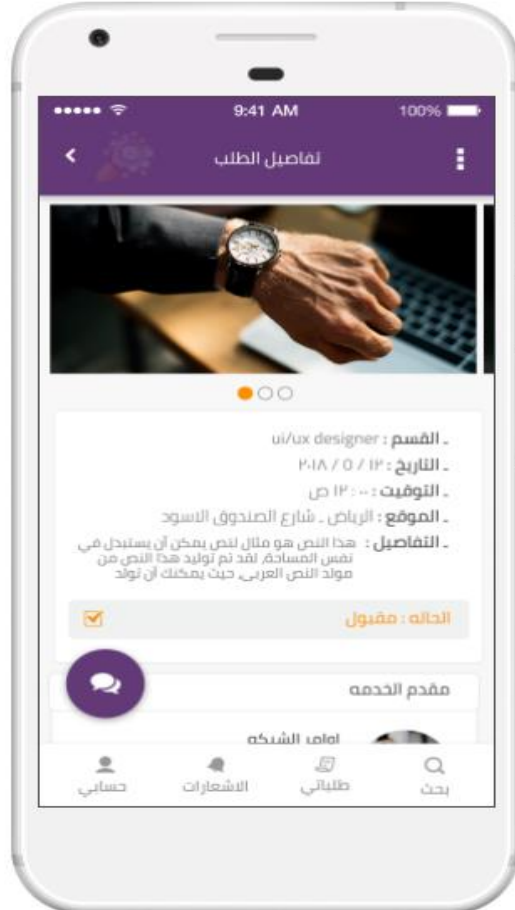 9:41 AM 100%
تفاصيل الطلب
- القسم : ui/ux designer
- التاريخ : ١٢ / ٥ / ٢٠١٨
- التوقيت : ٠٠ : ١٢ ص
- الموقع : الرياض - شارع الصندوق الاسود
- التفاصيل : هذا النص هو مثال لنص يمكن أن يستبدل في
نفس المساحة, لقد تم توليد هذا النص من
مولد النص العربى, حيث يمكنك أن تولد
الحاله : مقبول
مقدم الخدمه
اوامر الشبكه
بحث طلباتي الاشعارات حسابي